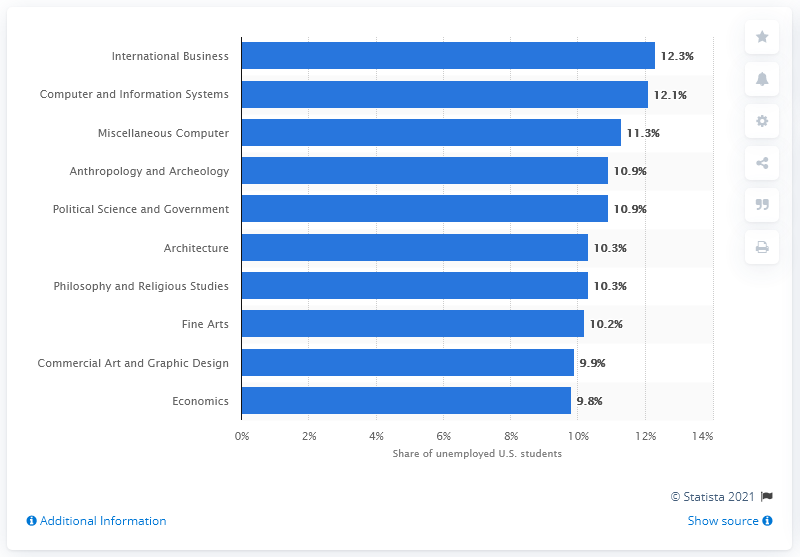 International Business 12.3%
Computer and Information Systems 12.1%
Miscellaneous Computer 11.3%
Anthropology and Archeology 10.9%
Political Science and Government 10.9%
Architecture 10.3%
Philosophy and Religious Studies 10.3%
Fine Arts 10.2%
Commercial Art and Graphic Design 9.9%
Economics 9.8%
0% 2% 4% 6% 8% 10% 12% 14%
Share of unemployed U.S. students
© Statista 2021
Additional Information Show source